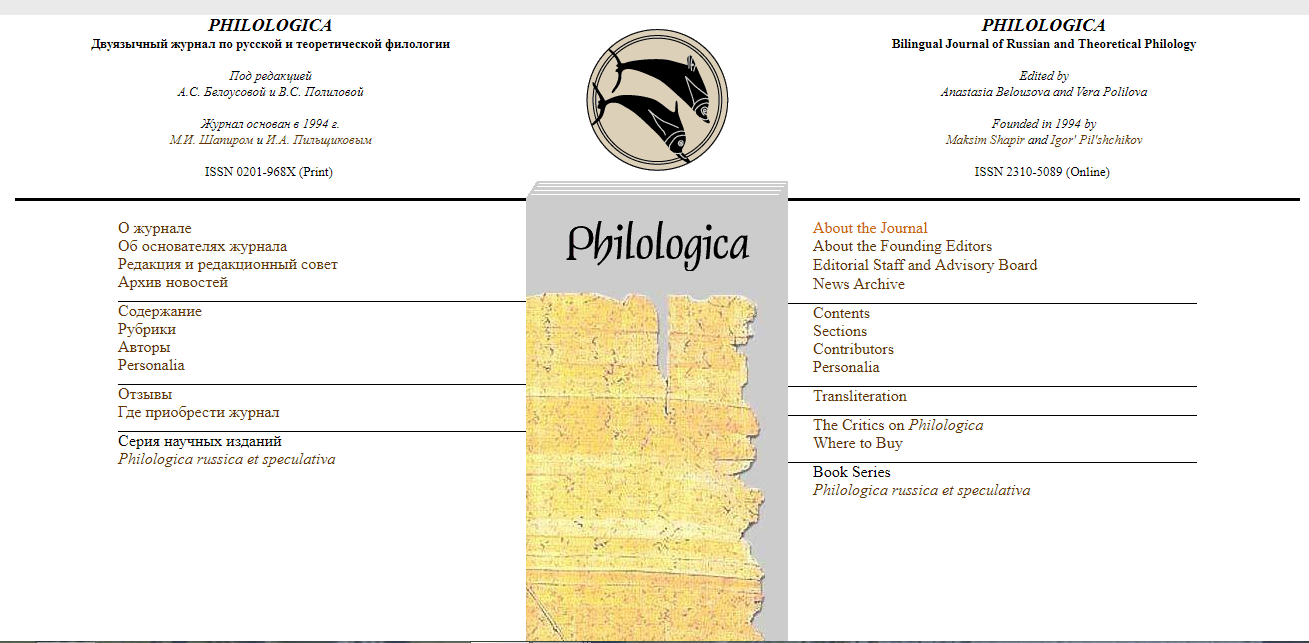 PHILOLOGICA
Двуязычный журнал по русской и теоретической филологии
Под редакцией
А.С. Белоусовой и В.С. Полиловой
Журнал основан в 1994 г.
М.И. Шапиром и И.А. Пильщиковым
ISSN 0201-968X (Print)
PHILOLOGICA
Bilingual Journal of Russian and Theoretical Philology
Edited by
Anastasia Belousova and Vera Polilova
Founded in 1994 by
Maksim Shapir and Igor' Pil'shchikov
ISSN 2310-5089 (Online)
О журнале
Об основателях журнала
Редакция и редакционный совет
Архив новостей
Содержание
Рубрики
Авторы
Personalia
Отзывы
Где приобрести журнал
Серия научных изданий
Philologica russica et speculativa
Philologica
About the Journal
About the Founding Editors
Editorial Staff and Advisory Board
News Archive
Contents
Sections
Contributors
Personalia
Transliteration
The Critics on Philologica
Where to Buy
Book Series
Philologica russica et speculativa